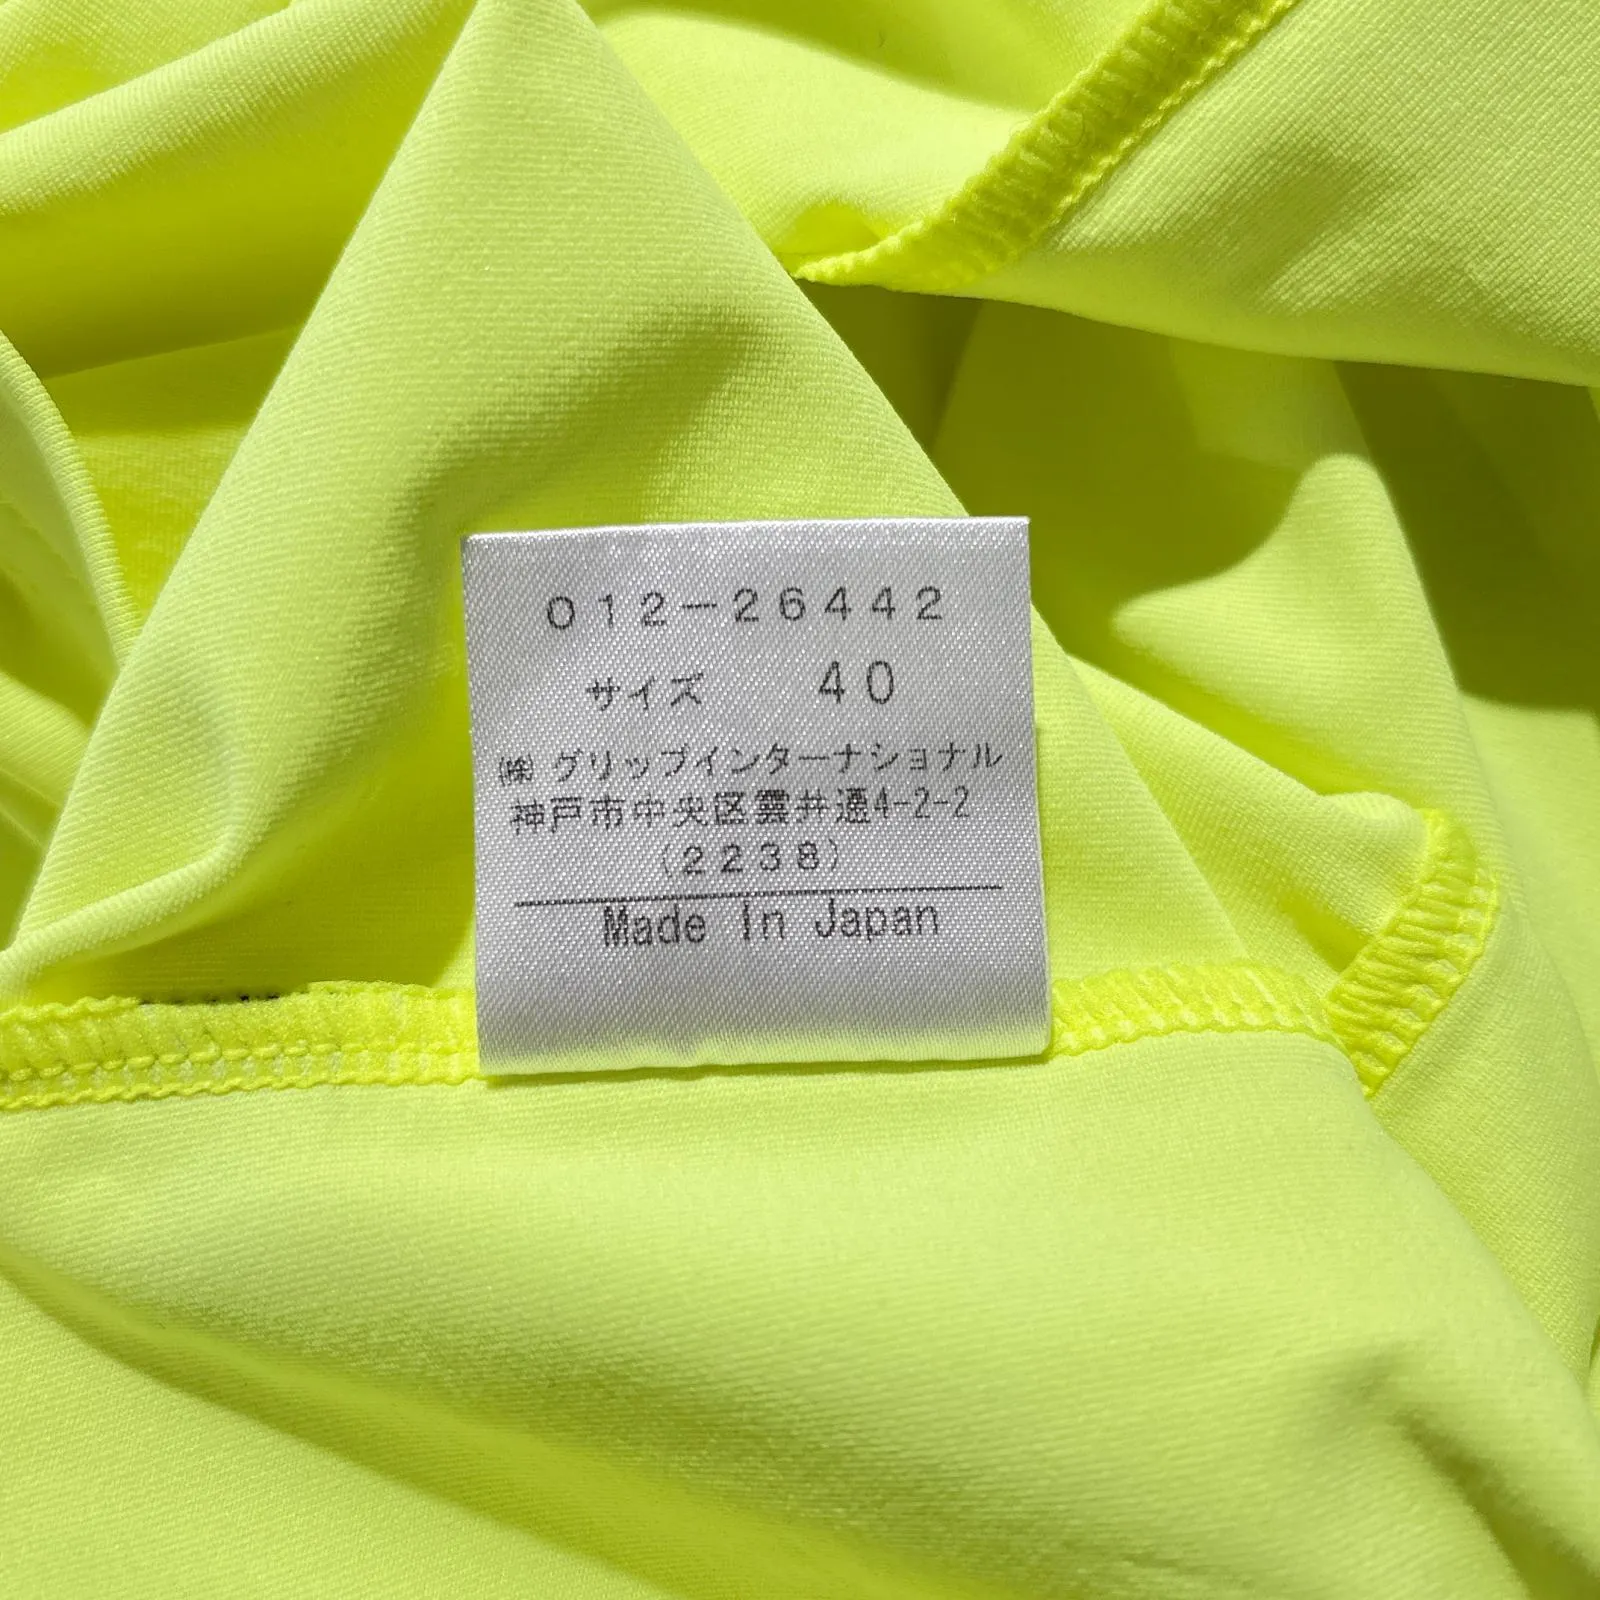 012-26442
サイズ 40
㈱グリップインターナショナル
神戸市中央区雲井通4-2-2
(2238)
Made In Japan